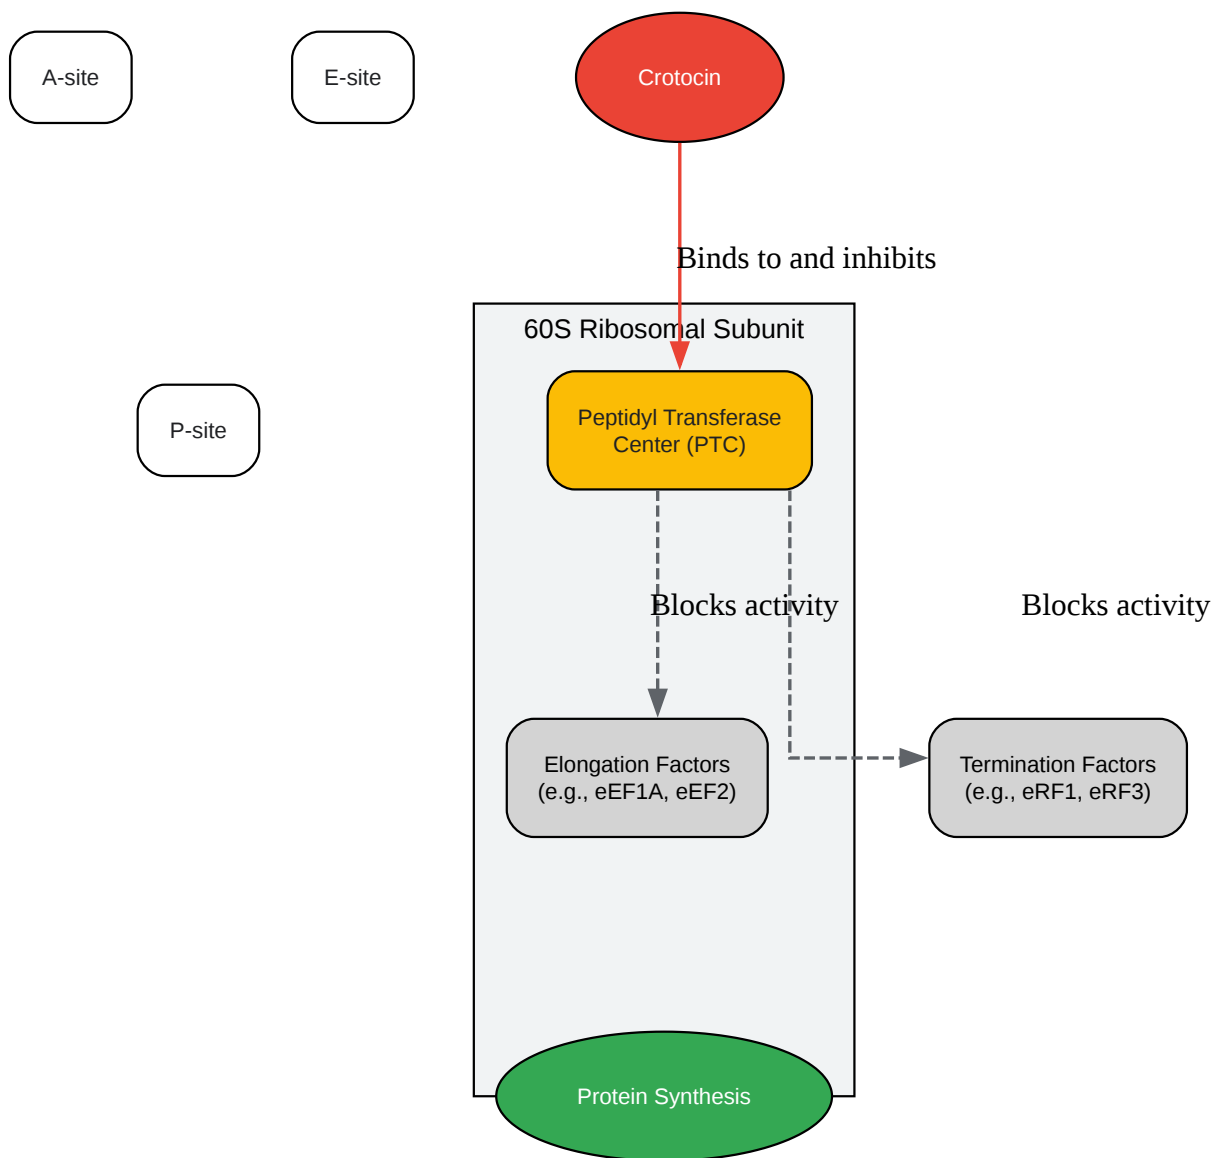 A-site
E-site
Crotocin
Binds to and inhibits
60S Ribosomal Subunit
Peptidyl Transferase
Center (PTC)
P-site
Blocks activity
Blocks activity
Elongation Factors
(e.g., eEF1A, eEF2)
Termination Factors
(e.g., eRF1, eRF3)
Protein Synthesis